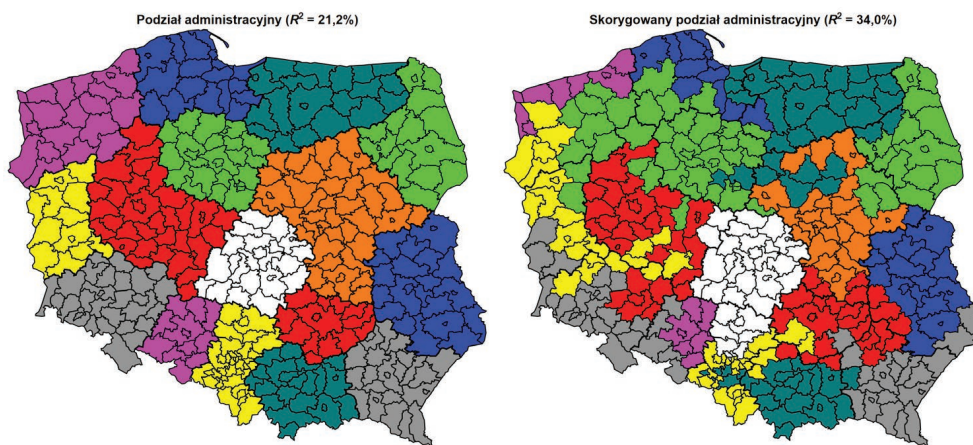 Podział administracyjny (R² = 21,2%)
Skorygowany podział administracyjny (R² = 34,0%)